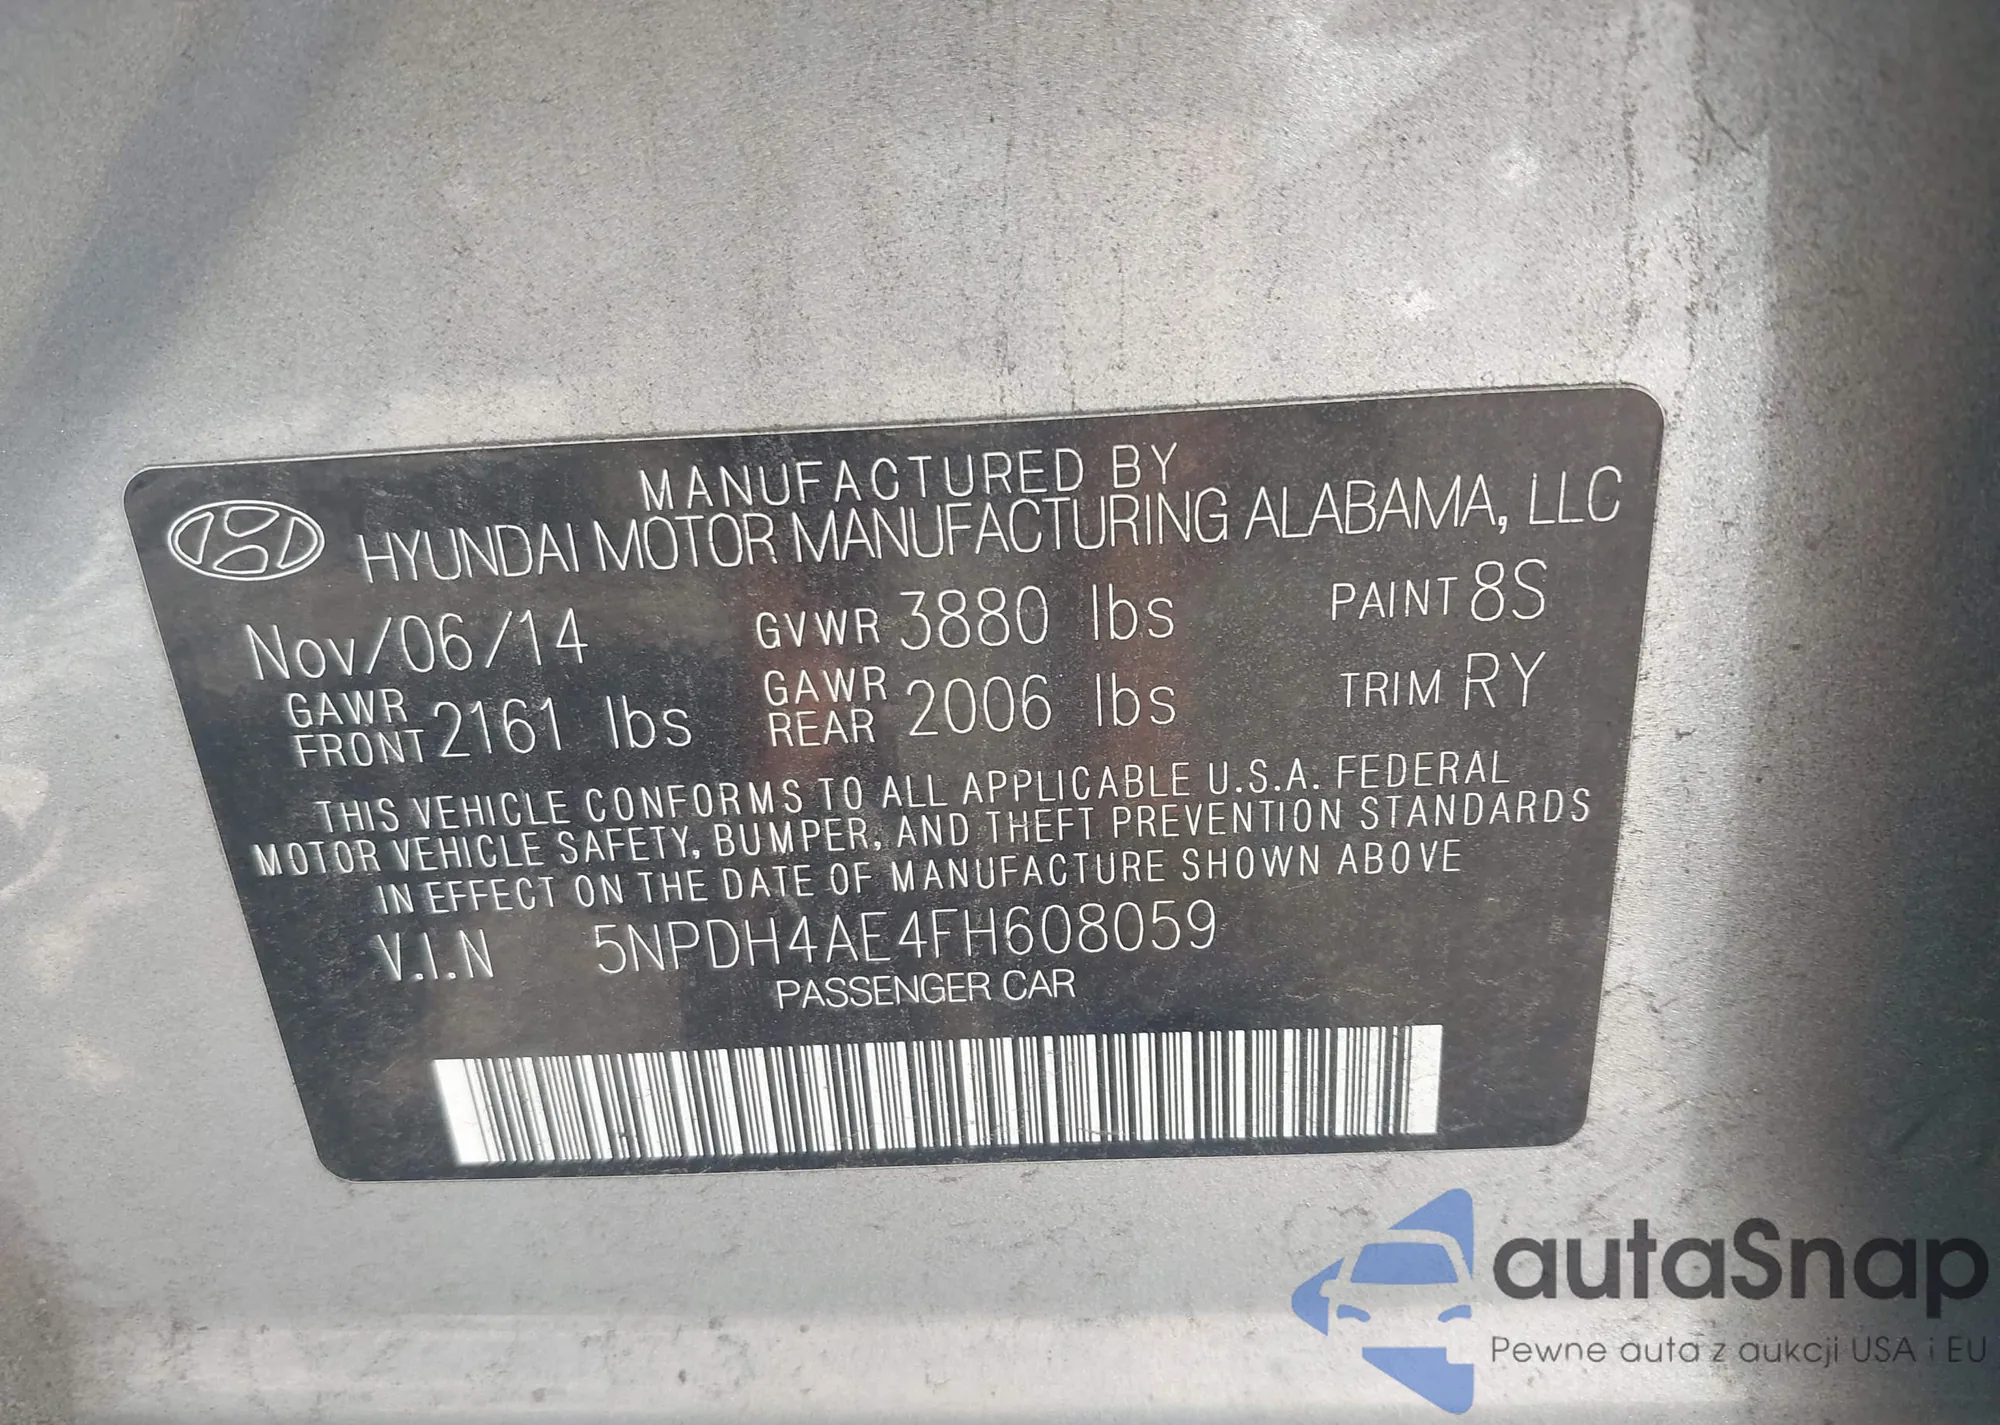 MANUFACTURED BY
HYUNDAI MOTOR MANUFACTURING ALABAMA, LLC
Nov/06/14 GVWR 3880 lbs PAINT 8S
GAWR FRONT 2161 lbs GAWR REAR 2006 lbs TRIM RY
THIS VEHICLE CONFORMS TO ALL APPLICABLE U.S.A. FEDERAL
MOTOR VEHICLE SAFETY, BUMPER, AND THEFT PREVENTION STANDARDS
IN EFFECT ON THE DATE OF MANUFACTURE SHOWN ABOVE
V.I.N 5NPDH4AE4FH608059
PASSENGER CAR
autaSnap
Pewne auta z aukcji USA i EU